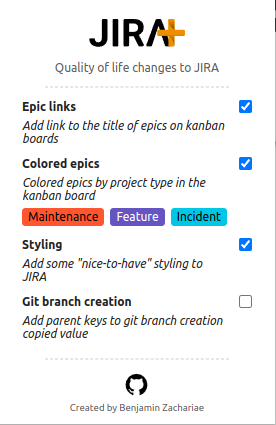 JIRA+
Quality of life changes to JIRA
Epic links
Add link to the title of epics on kanban
boards
Colored epics
Colored epics by project type in the
kanban board
Maintenance Feature Incident
Styling
Add some "nice-to-have" styling to
JIRA
Git branch creation
Add parent keys to git branch creation
copied value
Created by Benjamin Zachariae